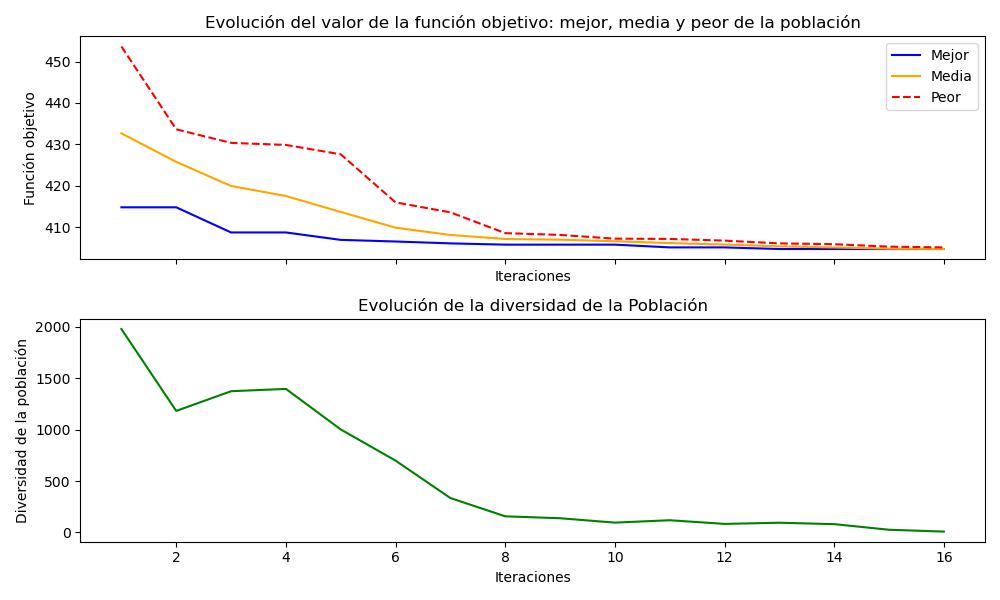 Evolución del valor de la función objetivo: mejor, media y peor de la población
Función objetivo
450
440
430
420
410
Mejor
Media
Peor
Iteraciones
Evolución de la diversidad de la Población
Diversidad de la población
2000
1500
1000
500
0
2 4 6 8 10 12 14 16
Iteraciones